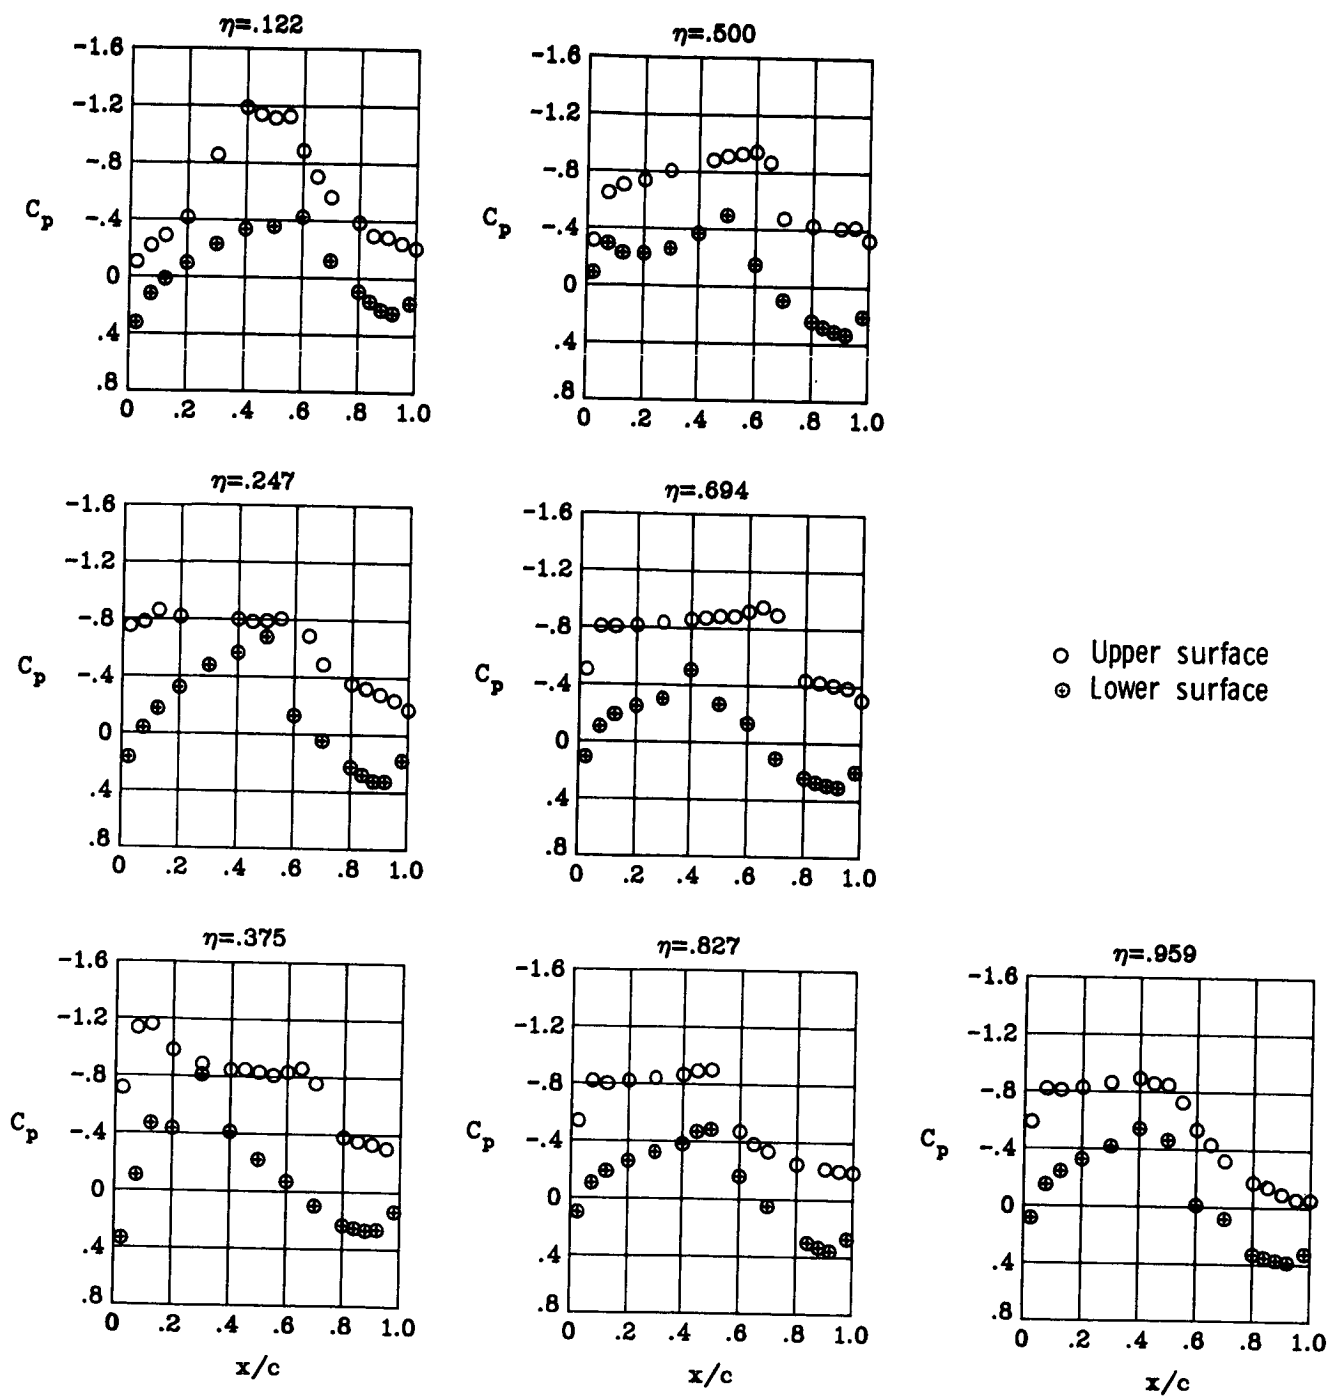 η=.122
-1.6
-1.2
-.8
-.4
0
.4
.8
C_p
0 .2 .4 .6 .8 1.0
η=.500
-1.6
-1.2
-.8
-.4
0
.4
.8
C_p
0 .2 .4 .6 .8 1.0
η=.247
-1.6
-1.2
-.8
-.4
0
.4
.8
C_p
0 .2 .4 .6 .8 1.0
η=.694
-1.6
-1.2
-.8
-.4
0
.4
.8
C_p
0 .2 .4 .6 .8 1.0
Upper surface
Lower surface
η=.375
-1.6
-1.2
-.8
-.4
0
.4
.8
C_p
0 .2 .4 .6 .8 1.0
x/c
η=.827
-1.6
-1.2
-.8
-.4
0
.4
.8
C_p
0 .2 .4 .6 .8 1.0
x/c
η=.959
-1.6
-1.2
-.8
-.4
0
.4
.8
C_p
0 .2 .4 .6 .8 1.0
x/c